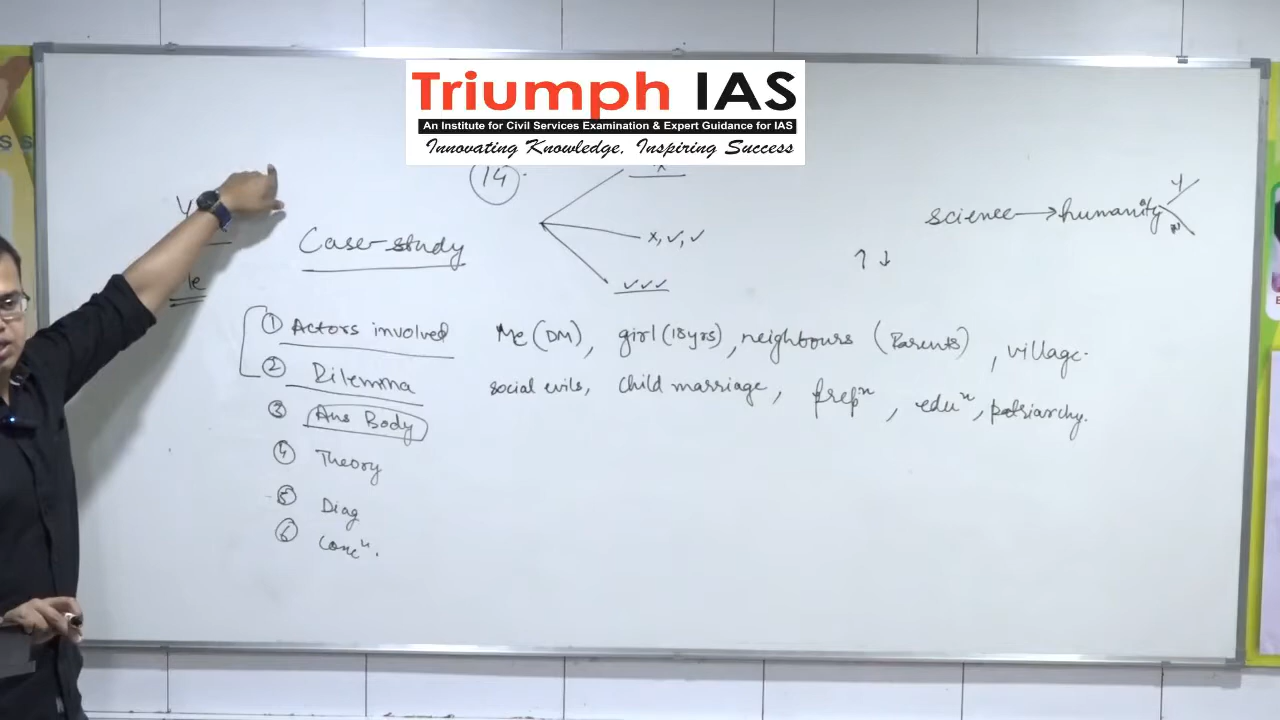 Triumph IAS
An Institute for Civil Services Examination & Expert Guidance for IAS
Innovating Knowledge, Inspiring Success
14
x
science → humanity
Y
N
Case study
x, ✓, ✓
↑ ↓
✓✓✓
le
① Actors involved
Me (DM), girl (18yrs), neighbours (Parents), village.
② Dilemma
social evils, child marriage, prepⁿ, eduⁿ, patriarchy.
③ Ans Body
④ Theory
⑤ Diag
⑥ Concⁿ.